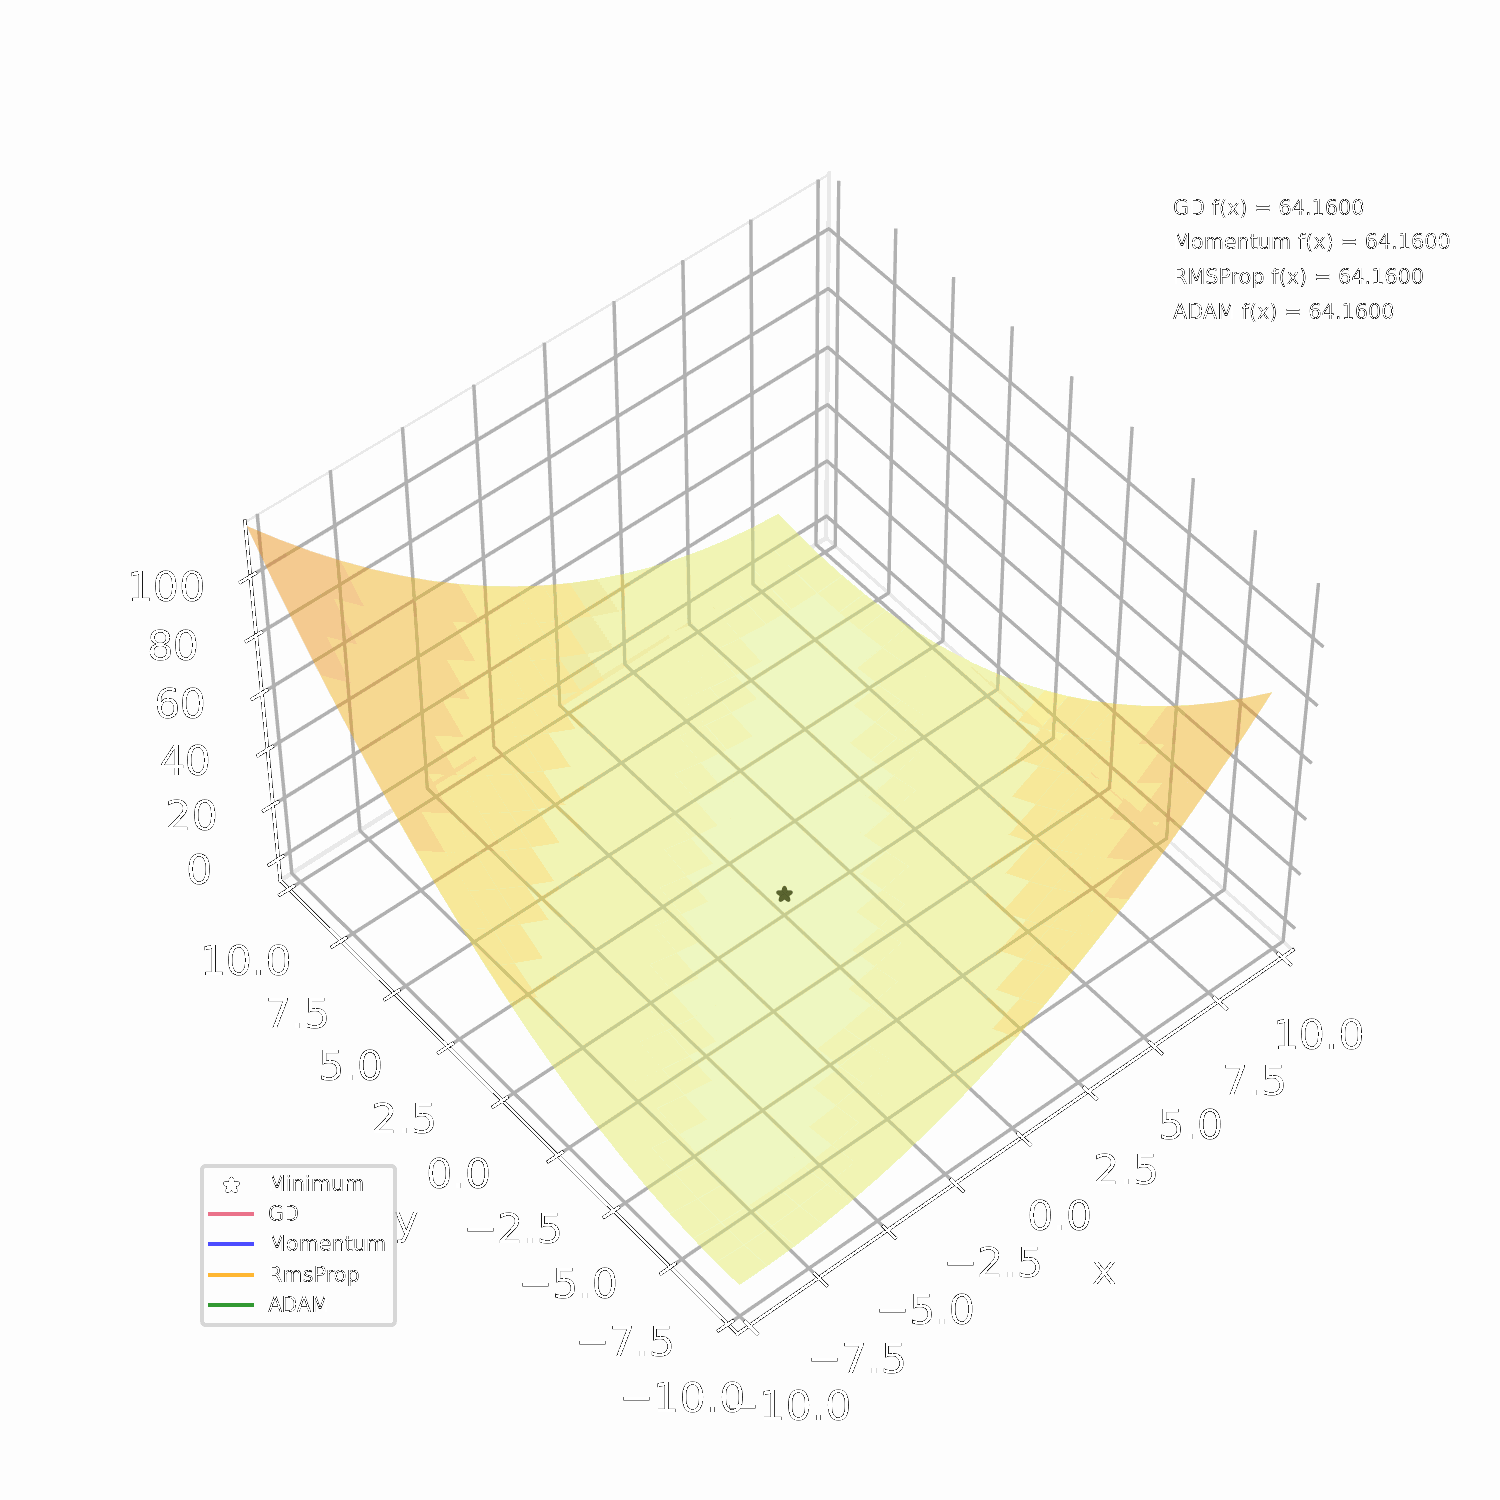 GD f(x) = 64.1600
Momentum f(x) = 64.1600
RMSProp f(x) = 64.1600
ADAM f(x) = 64.1600
100
80
60
40
20
0
10.0
7.5
5.0
2.5
0.0
−2.5
−5.0
−7.5
−10.0
y
10.0
7.5
5.0
2.5
0.0
−2.5
−5.0
−7.5
−10.0
x
Minimum
GD
Momentum
RmsProp
ADAM